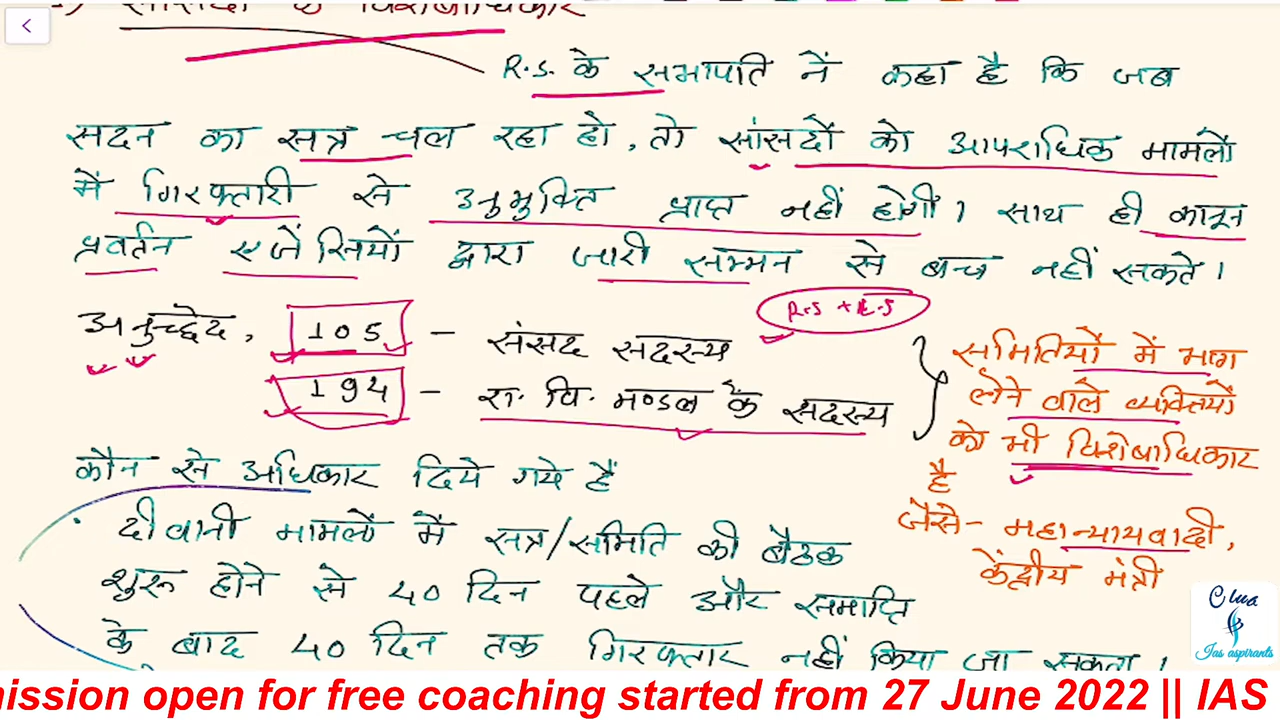 सांसदों के विशेषाधिकार
R.S. के सभापति नें कहा है कि जब
सदन का सत्र चल रहा हो, तो सांसदों को आपराधिक मामलों
में गिरफ्तारी से उनुमुक्ति प्राप्त नहीं होगी। साथ ही कानून
प्रवर्तन एजेंसियों द्वारा जारी सम्मन से बच नहीं सकते।
अनुच्छेद, 105 - संसद सदस्य
R.S + L.S
194 - रा. वि. मण्डल के सदस्य
समितियों में भाग
लेने वाले व्यक्तियों
को भी विशेषाधिकार
है
जैसे- महान्यायवादी,
केंद्रीय मंत्री
कौन से अधिकार दिये गये हैं
दीवानी मामलों में सत्र/समिति की बैठक
शुरू होने से 40 दिन पहले और समाप्ति
के बाद 40 दिन तक गिरफ्तार नहीं किया जा सकता।
Clua
Ias aspirants
mission open for free coaching started from 27 June 2022 || IAS